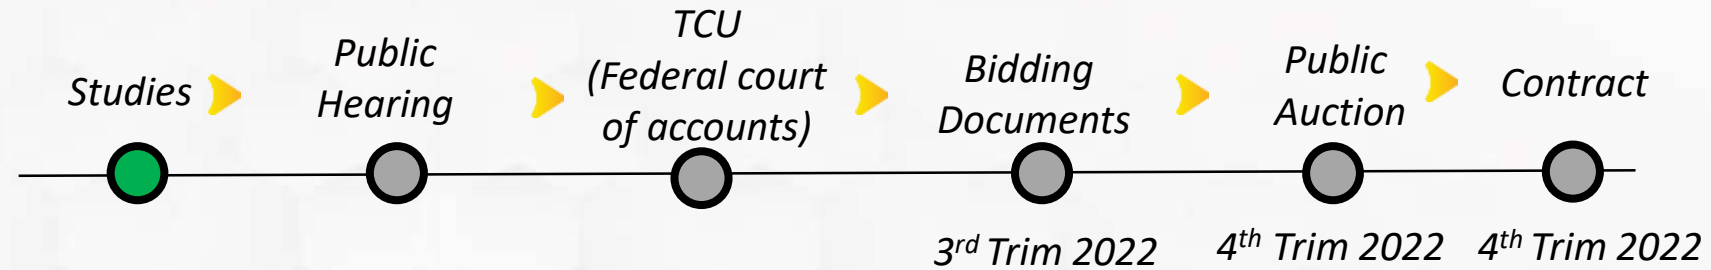 Studies
Public
Hearing
TCU
(Federal court
of accounts)
Bidding
Documents
Public
Auction
Contract
3rd Trim 2022
4th Trim 2022
4th Trim 2022